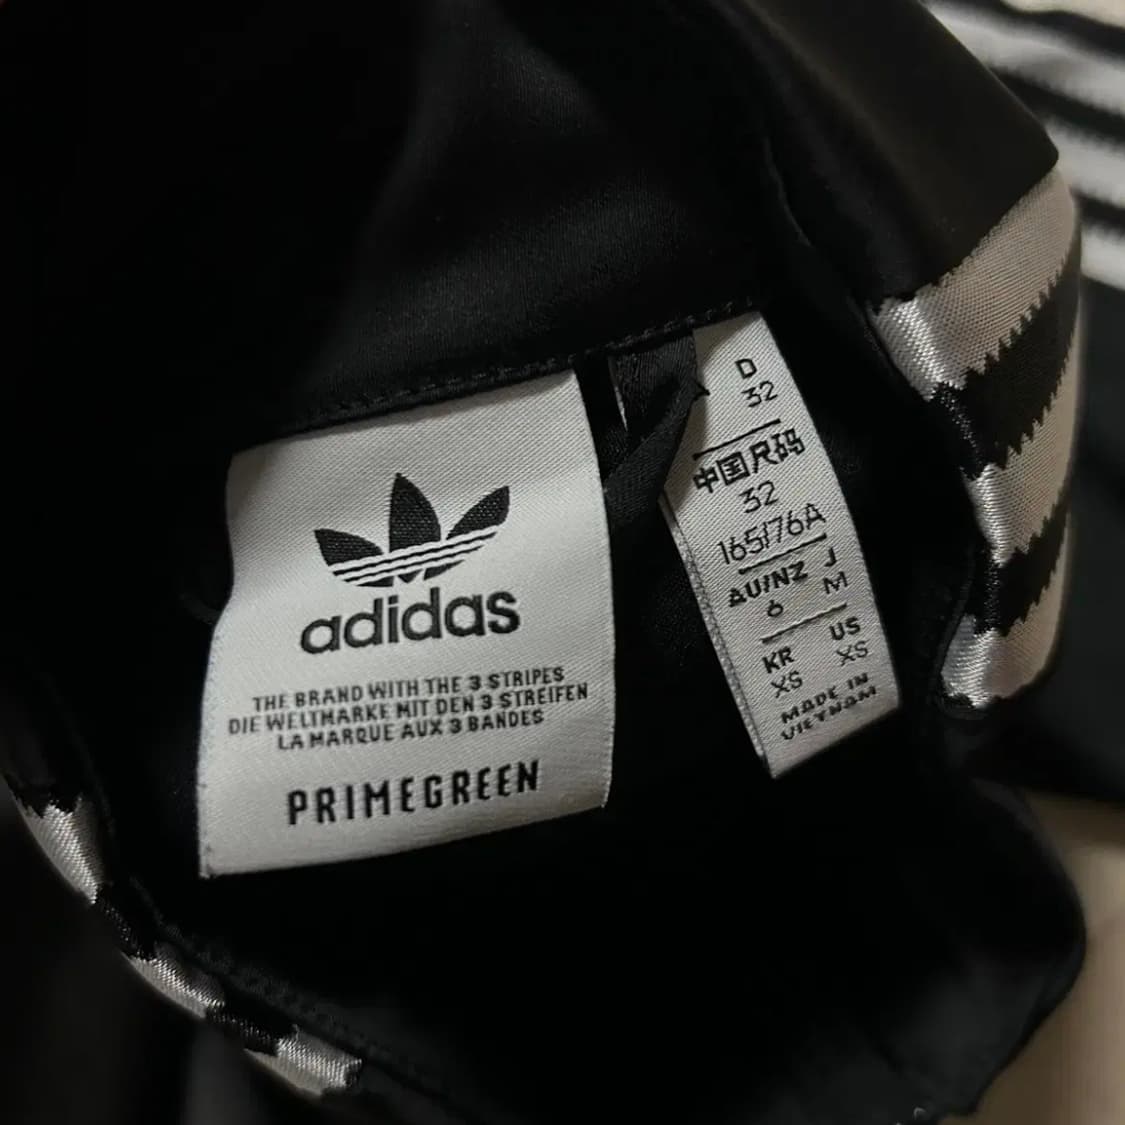 adidas
THE BRAND WITH THE 3 STRIPES
DIE WELTMARKE MIT DEN 3 STREIFEN
LA MARQUE AUX 3 BANDES
PRIMEGREEN
D
32
中国尺码
32
165/76A
AU/NZ J
6 M
KR US
XS XS
MADE IN
VIETNAM